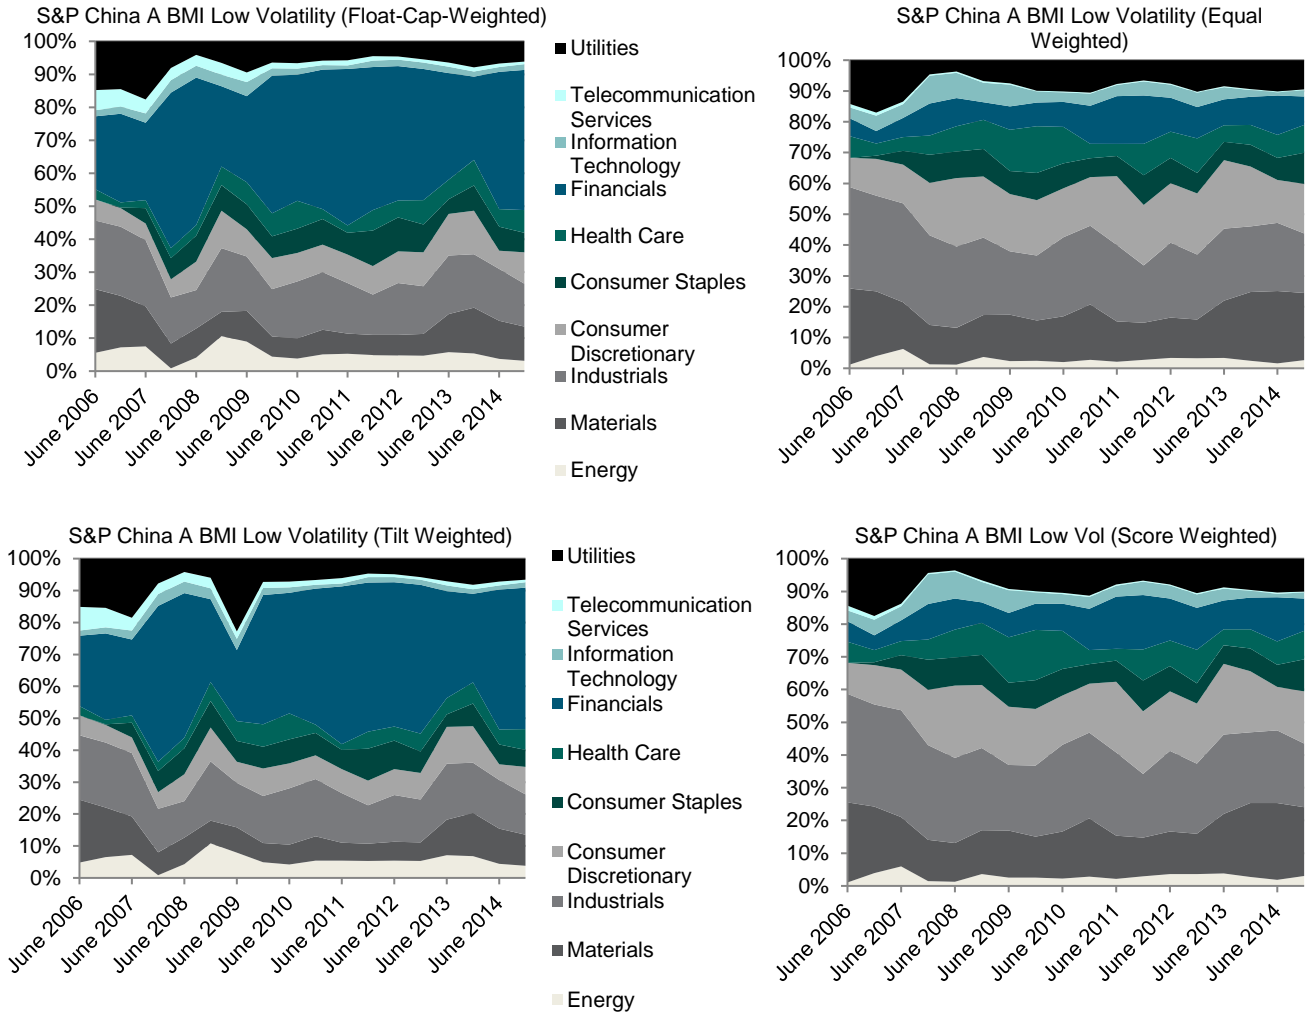 S&P China A BMI Low Volatility (Float-Cap-Weighted)
100%
90%
80%
70%
60%
50%
40%
30%
20%
10%
0%
June 2006
June 2007
June 2008
June 2009
June 2010
June 2011
June 2012
June 2013
June 2014
Utilities
Telecommunication
Services
Information
Technology
Financials
Health Care
Consumer Staples
Consumer
Discretionary
Industrials
Materials
Energy
S&P China A BMI Low Volatility (Equal
Weighted)
100%
90%
80%
70%
60%
50%
40%
30%
20%
10%
0%
June 2006
June 2007
June 2008
June 2009
June 2010
June 2011
June 2012
June 2013
June 2014
S&P China A BMI Low Volatility (Tilt Weighted)
100%
90%
80%
70%
60%
50%
40%
30%
20%
10%
0%
June 2006
June 2007
June 2008
June 2009
June 2010
June 2011
June 2012
June 2013
June 2014
Utilities
Telecommunication
Services
Information
Technology
Financials
Health Care
Consumer Staples
Consumer
Discretionary
Industrials
Materials
Energy
S&P China A BMI Low Vol (Score Weighted)
100%
90%
80%
70%
60%
50%
40%
30%
20%
10%
0%
June 2006
June 2007
June 2008
June 2009
June 2010
June 2011
June 2012
June 2013
June 2014